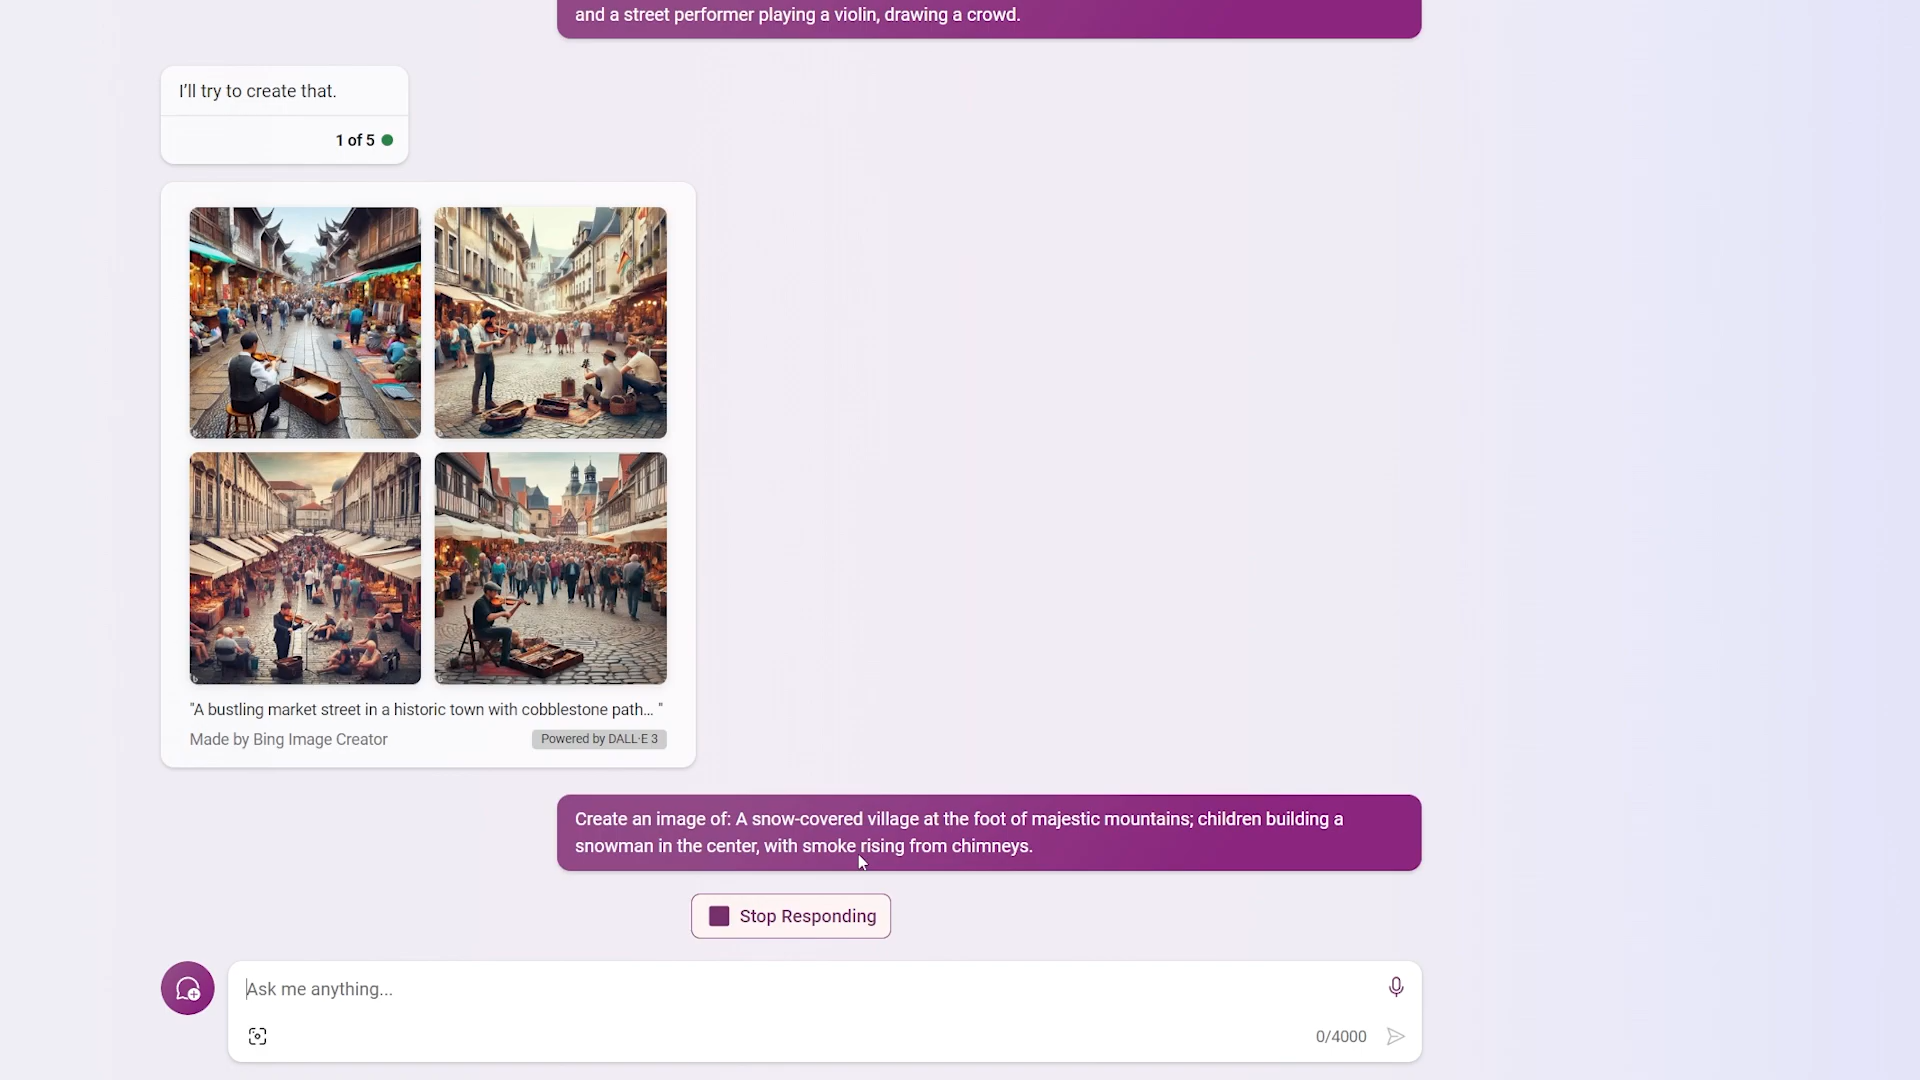 and a street performer playing a violin, drawing a crowd.
I'll try to create that.
1 of 5
"A bustling market street in a historic town with cobblestone path... "
Made by Bing Image Creator
Powered by DALL·E 3
Create an image of: A snow-covered village at the foot of majestic mountains; children building a
snowman in the center, with smoke rising from chimneys.
Stop Responding
Ask me anything...
0/4000